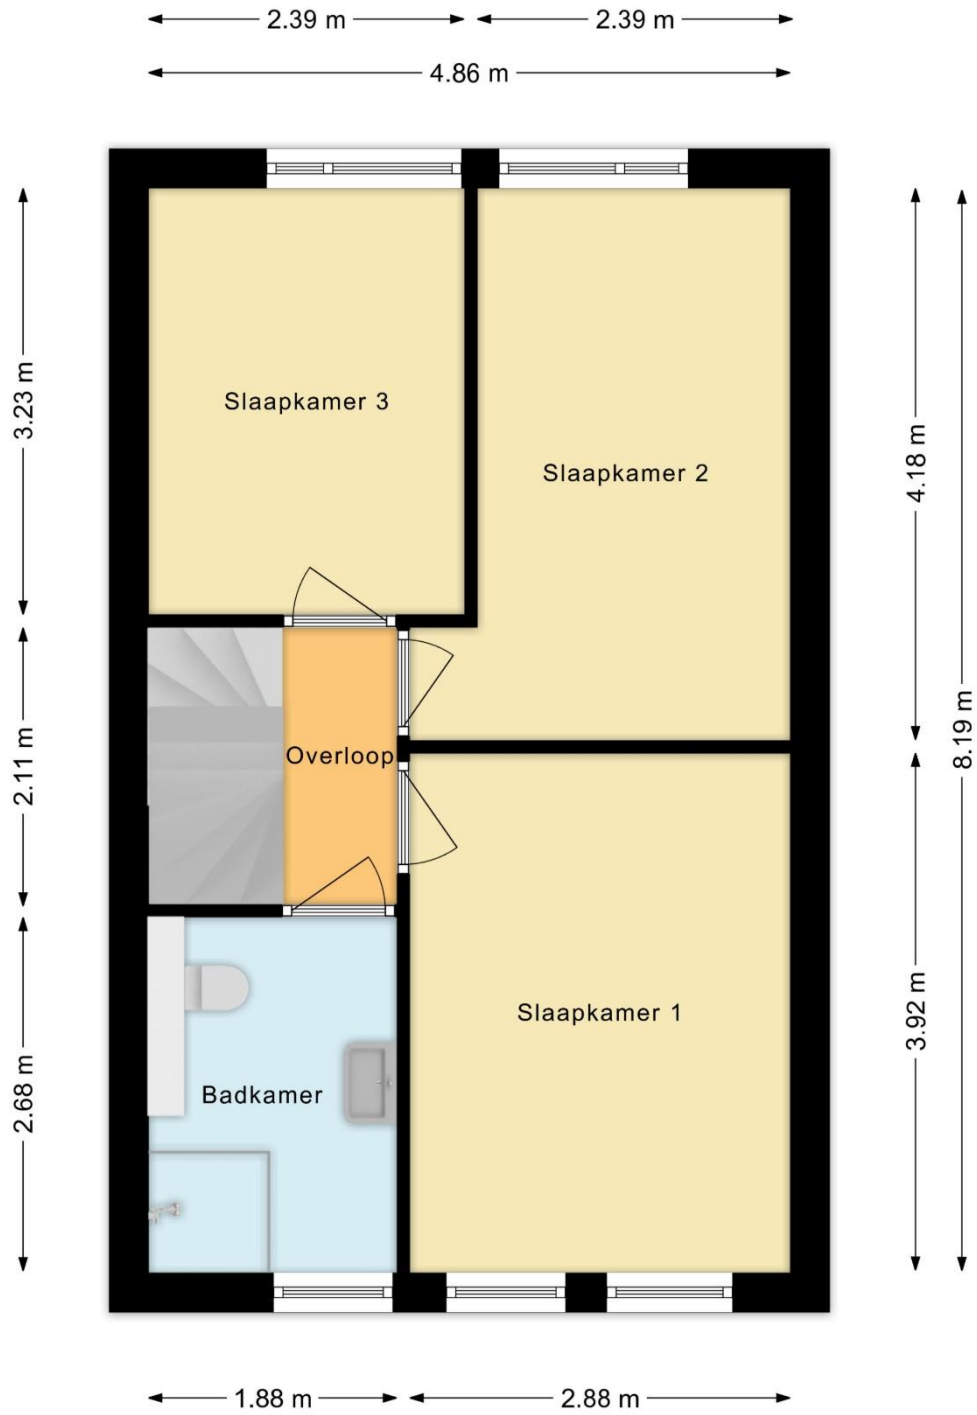 2.39 m
2.39 m
4.86 m
3.23 m
Slaapkamer 3
Slaapkamer 2
4.18 m
8.19 m
2.11 m
Overloop
Slaapkamer 1
3.92 m
2.68 m
Badkamer
1.88 m
2.88 m